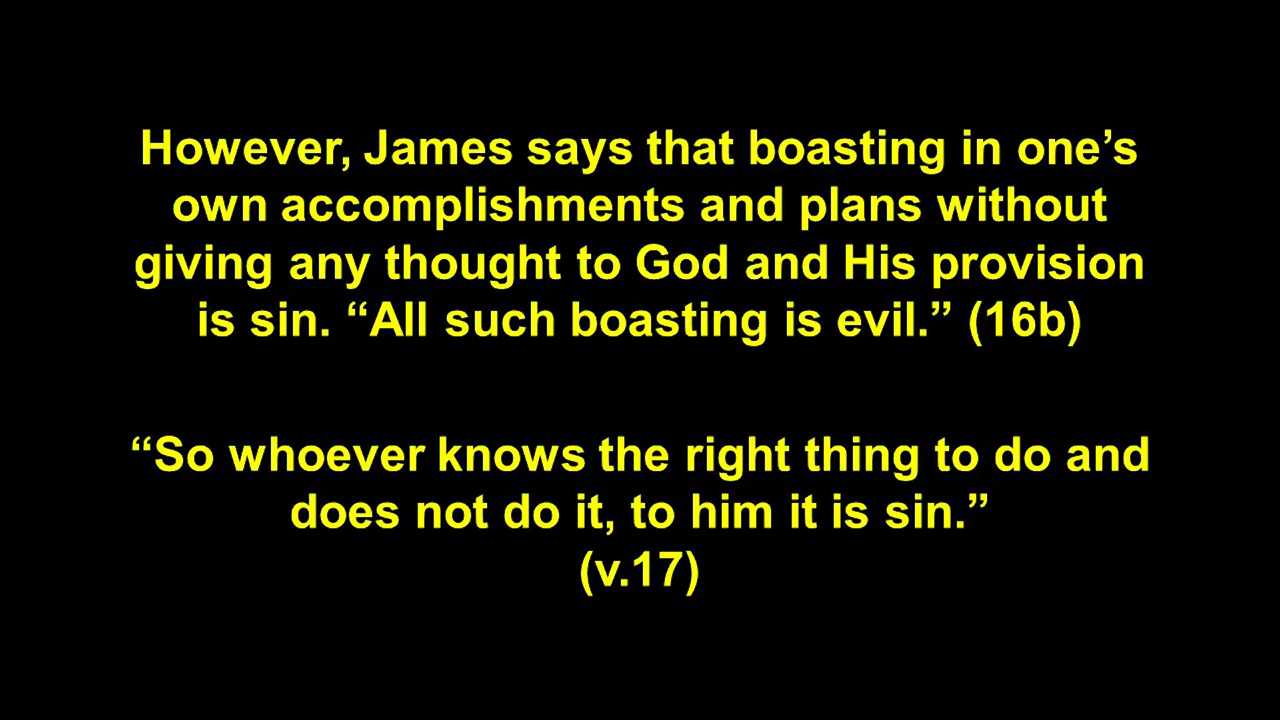 However, James says that boasting in one’s
own accomplishments and plans without
giving any thought to God and His provision
is sin. “All such boasting is evil.” (16b)
“So whoever knows the right thing to do and
does not do it, to him it is sin.”
(v.17)